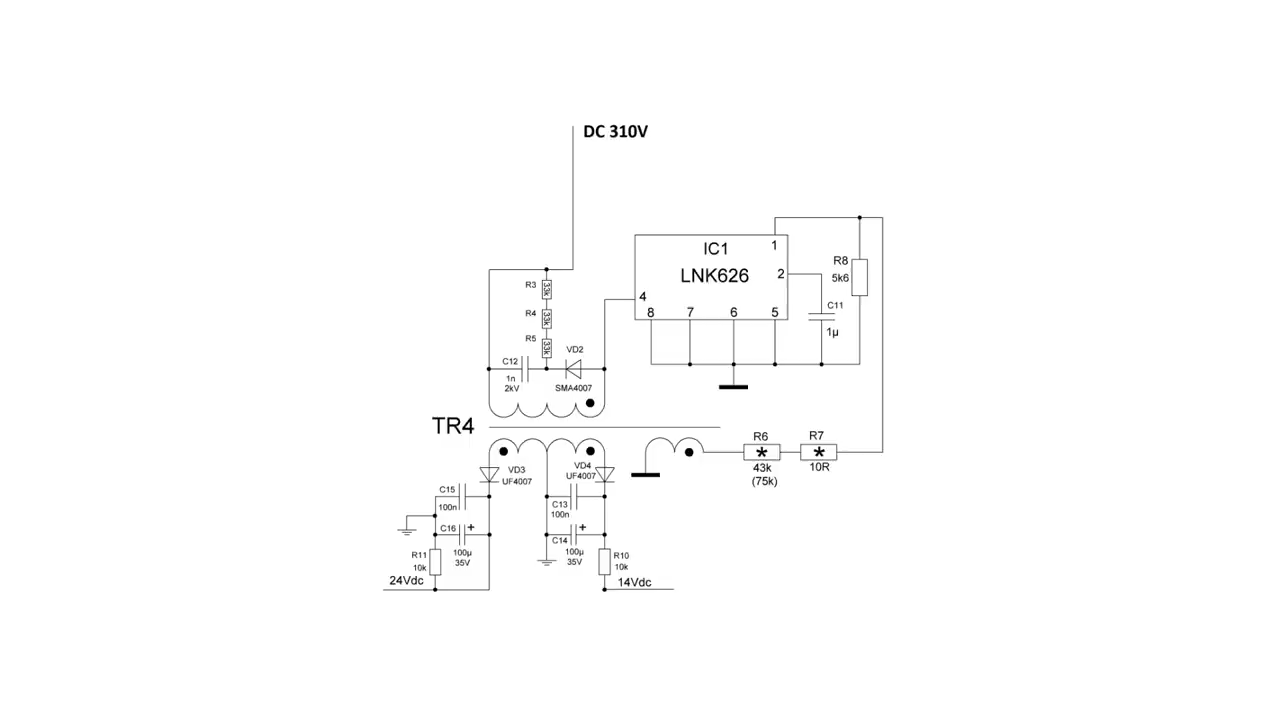 DC 310V
IC1
LNK626
1
2
4
8
7
6
5
R8
5k6
C11
1µ
R3
33k
R4
33k
R5
33k
VD2
SMA4007
C12
1n
2kV
TR4
R6
43k
(75k)
R7
10R
VD3
UF4007
VD4
UF4007
C15
100n
C13
100n
C16
+
100µ
35V
C14
+
100µ
35V
R11
10k
R10
10k
24Vdc
14Vdc